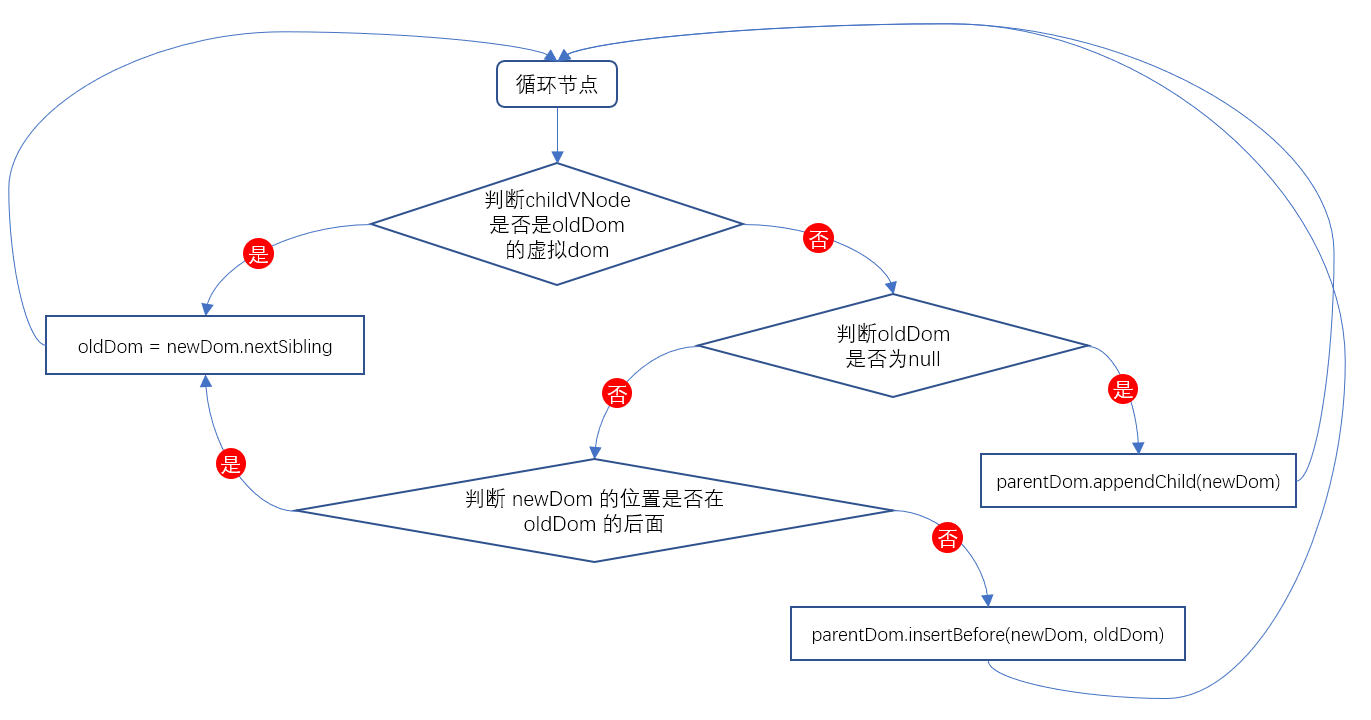 循环节点
判断childVNode
是否是oldDom
的虚拟dom
是
否
oldDom = newDom.nextSibling
判断oldDom
是否为null
否
是
是
判断 newDom 的位置是否在
oldDom 的后面
parentDom.appendChild(newDom)
否
parentDom.insertBefore(newDom, oldDom)